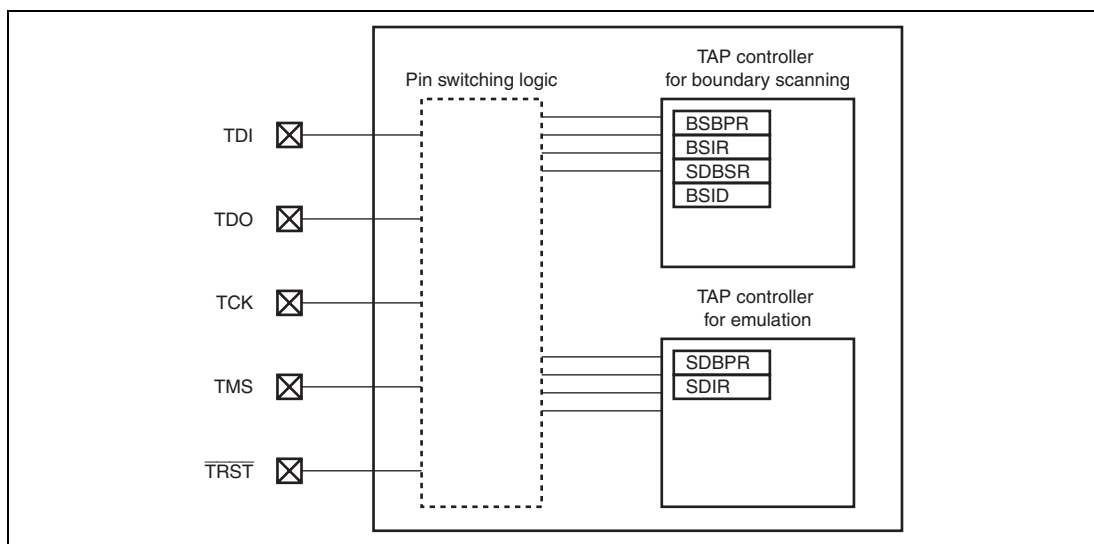 TAP controller
for boundary scanning
Pin switching logic
TDI
BSBPR
BSIR
SDBSR
BSID
TDO
TCK
TAP controller
for emulation
TMS
SDBPR
SDIR
TRST